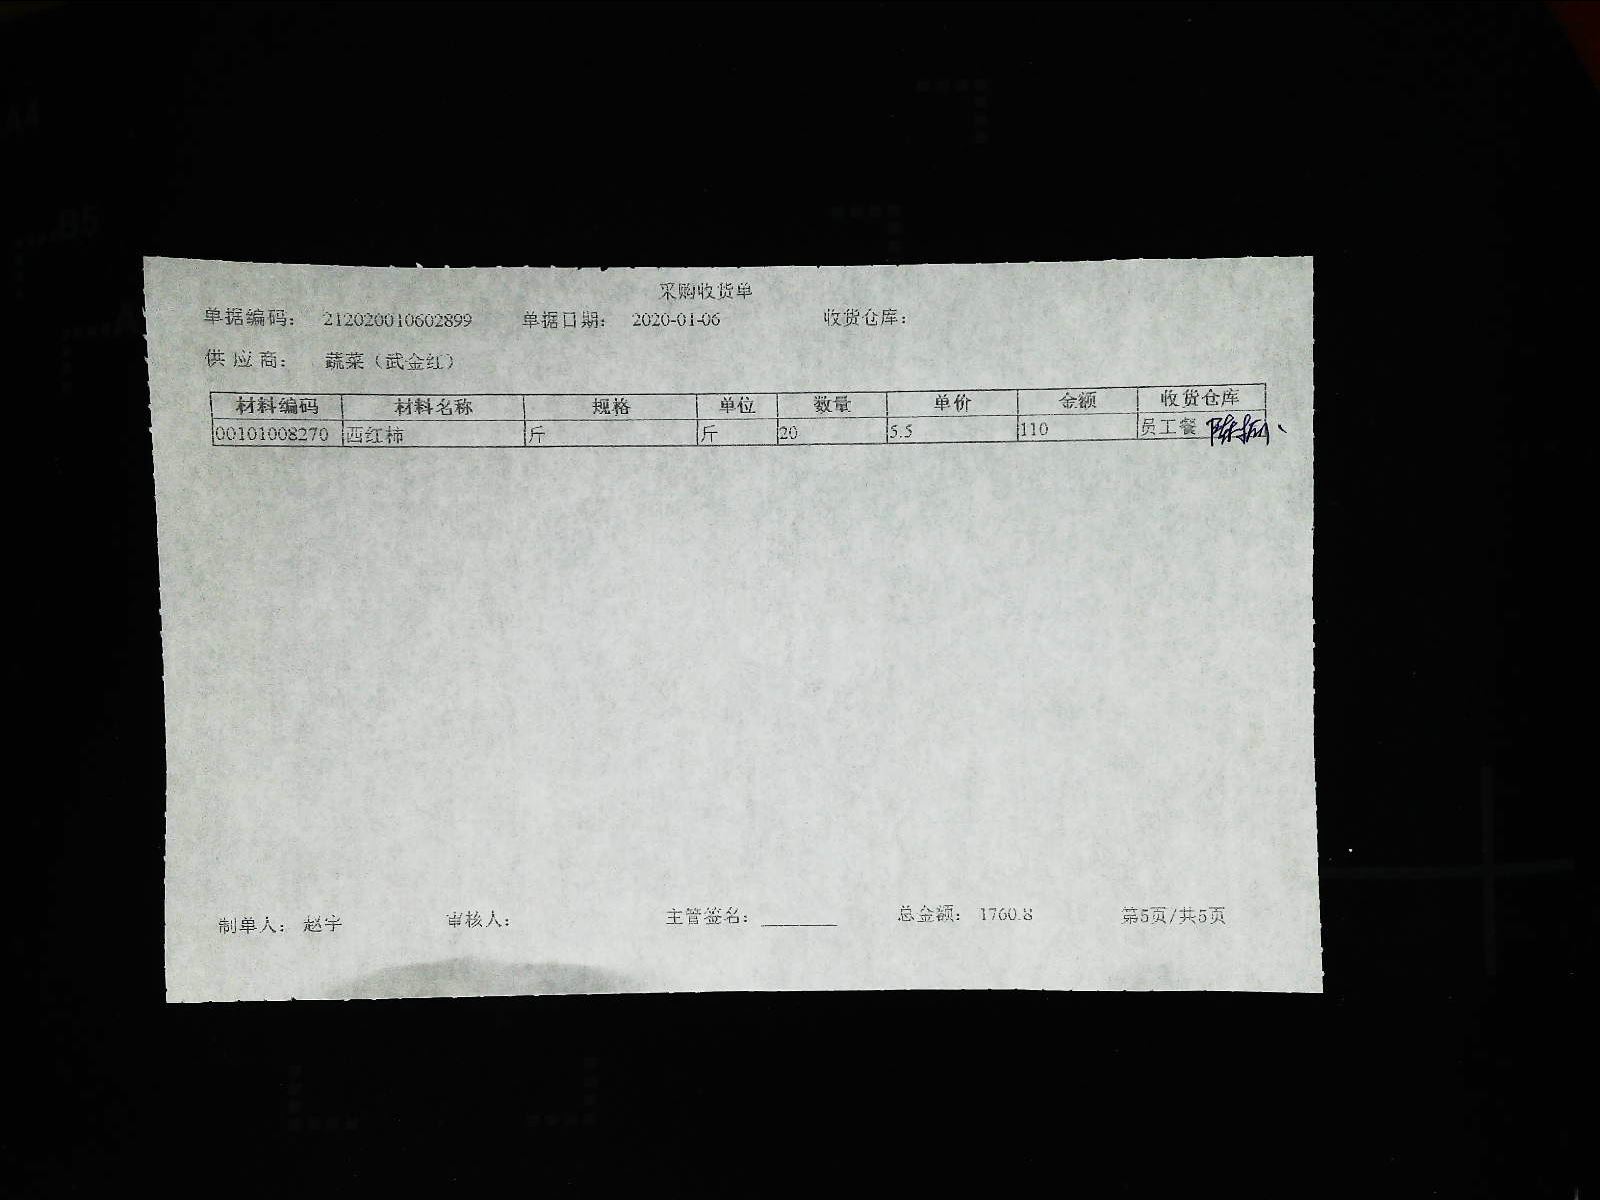 采购收货单
单据编码： 212020010602899 单据日期： 2020-01-06 收货仓库：
供 应 商： 蔬菜（武金红）
材料编码 材料名称 规格 单位 数量 单价 金额 收货仓库
00101008270 西红柿 斤 斤 20 5.5 110 员工餐
制单人： 赵宇 审核人： 主管签名： 总金额： 1760.8 第5页/共5页
A4
B5